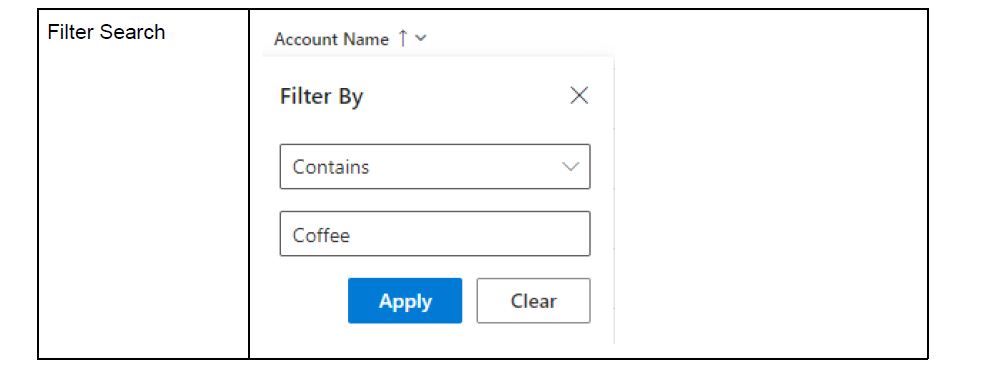 Filter Search
Account Name ↑
Filter By
Contains
Coffee
Apply Clear